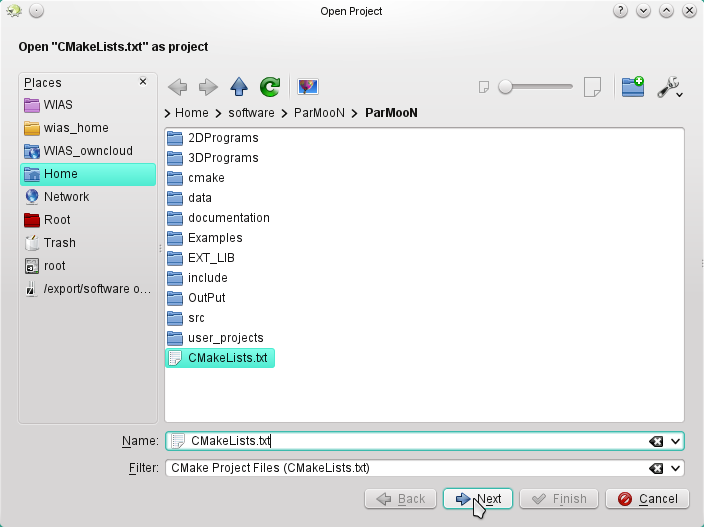 Open Project
Open "CMakeLists.txt" as project
Places
WIAS
wias_home
WIAS_owncloud
Home
Network
Root
Trash
root
/export/software o...
Home software ParMooN ParMooN
2DPrograms
3DPrograms
cmake
data
documentation
Examples
EXT_LIB
include
OutPut
src
user_projects
CMakeLists.txt
Name: CMakeLists.txt
Filter: CMake Project Files (CMakeLists.txt)
Back Next Finish Cancel